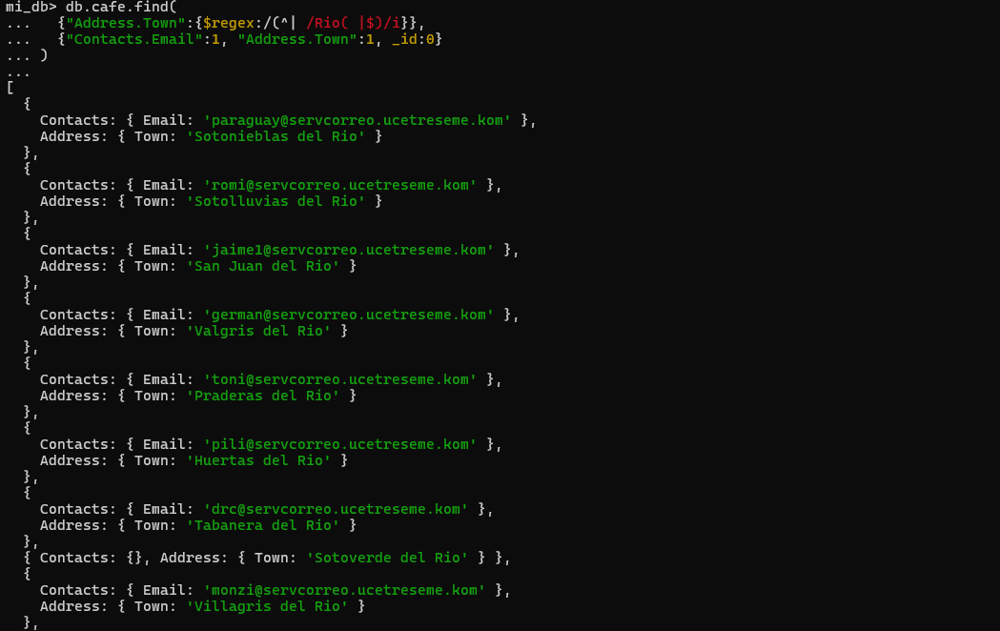 mi_db> db.cafe.find(
...   {"Address.Town":{$regex:/(^| /Rio( |$)/i}},
...   {"Contacts.Email":1, "Address.Town":1, _id:0}
... )
...
[
  {
    Contacts: { Email: 'paraguay@servcorreo.ucetreseme.kom' },
    Address: { Town: 'Sotonieblas del Rio' }
  },
  {
    Contacts: { Email: 'romi@servcorreo.ucetreseme.kom' },
    Address: { Town: 'Sotolluvias del Rio' }
  },
  {
    Contacts: { Email: 'jaime1@servcorreo.ucetreseme.kom' },
    Address: { Town: 'San Juan del Rio' }
  },
  {
    Contacts: { Email: 'german@servcorreo.ucetreseme.kom' },
    Address: { Town: 'Valgris del Rio' }
  },
  {
    Contacts: { Email: 'toni@servcorreo.ucetreseme.kom' },
    Address: { Town: 'Praderas del Rio' }
  },
  {
    Contacts: { Email: 'pili@servcorreo.ucetreseme.kom' },
    Address: { Town: 'Huertas del Rio' }
  },
  {
    Contacts: { Email: 'drc@servcorreo.ucetreseme.kom' },
    Address: { Town: 'Tabanera del Rio' }
  },
  { Contacts: {}, Address: { Town: 'Sotoverde del Rio' } },
  {
    Contacts: { Email: 'monzi@servcorreo.ucetreseme.kom' },
    Address: { Town: 'Villagris del Rio' }
  },